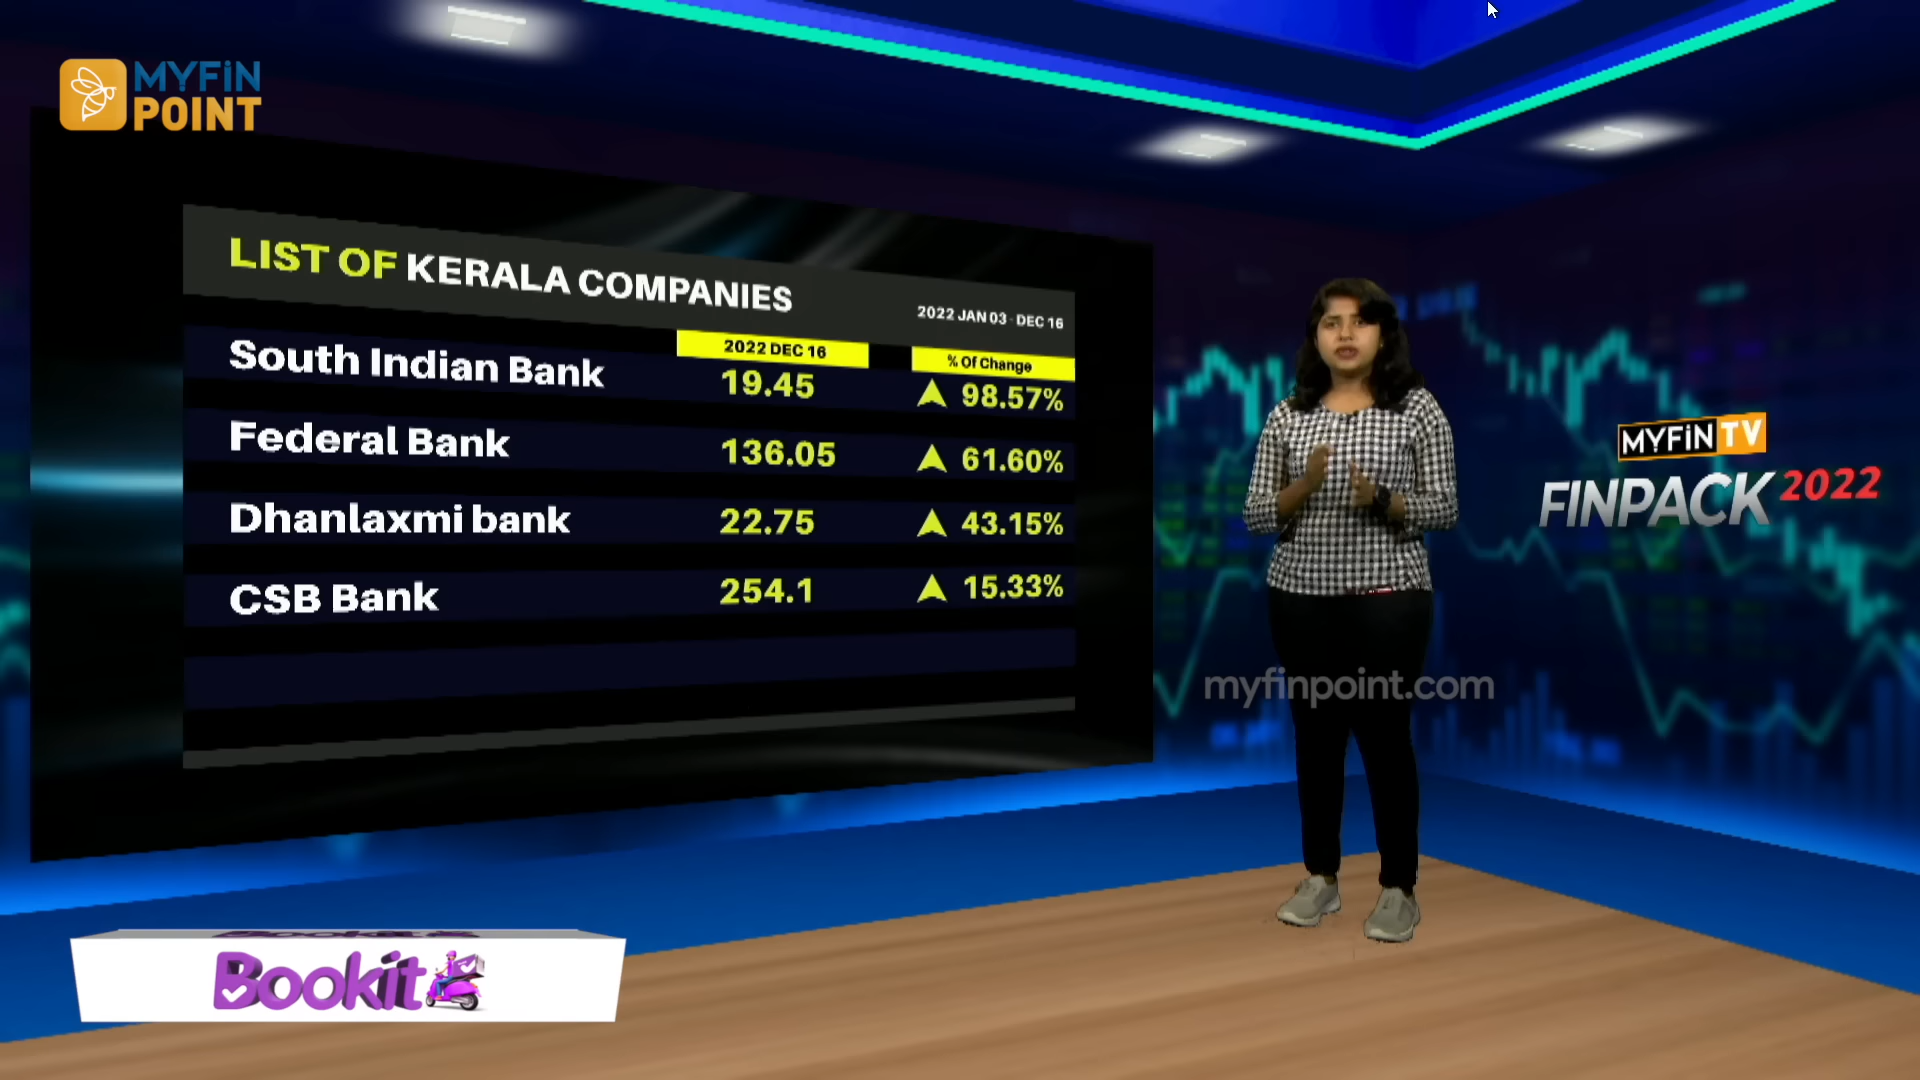 MYFiN
POINT
LIST OF KERALA COMPANIES
2022 JAN 03 - DEC 16
2022 DEC 16
% Of Change
South Indian Bank 19.45 98.57%
Federal Bank 136.05 61.60%
Dhanlaxmi bank 22.75 43.15%
CSB Bank 254.1 15.33%
MYFiN TV
FINPACK 2022
myfinpoint.com
Bookit